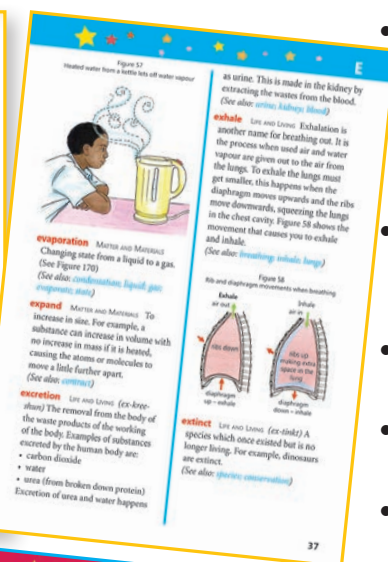 E
Figure 57
Heated water from a kettle lets off water vapour
evaporation MATTER AND MATERIALS
Changing state from a liquid to a gas.
(See Figure 170)
(See also: condensation; liquid; gas;
evaporate; state)
expand MATTER AND MATERIALS To
increase in size. For example, a
substance can increase in volume with
no increase in mass if it is heated,
causing the atoms or molecules to
move a little further apart.
(See also: contract)
excretion LIFE AND LIVING (ex-kree-
shun) The removal from the body of
the waste products of the working
of the body. Examples of substances
excreted by the human body are:
• carbon dioxide
• water
• urea (from broken down protein)
Excretion of urea and water happens
as urine. This is made in the kidney by
extracting the wastes from the blood.
(See also: urine; kidney; blood)
exhale LIFE AND LIVING Exhalation is
another name for breathing out. It is
the process when used air and water
vapour are given out to the air from
the lungs. To exhale the lungs must
get smaller, this happens when the
diaphragm moves upwards and the ribs
move downwards, squeezing the lungs
in the chest cavity. Figure 58 shows the
movement that causes you to exhale
and inhale.
(See also: breathing; inhale; lungs)
Figure 58
Rib and diaphragm movements when breathing
Exhale
air out
Inhale
air in
ribs down
ribs up
making extra
space in the
lung
diaphragm
up – exhale
diaphragm
down – inhale
extinct LIFE AND LIVING (ex-tinkt) A
species which once existed but is no
longer living. For example, dinosaurs
are extinct.
(See also: species; conservation)
37